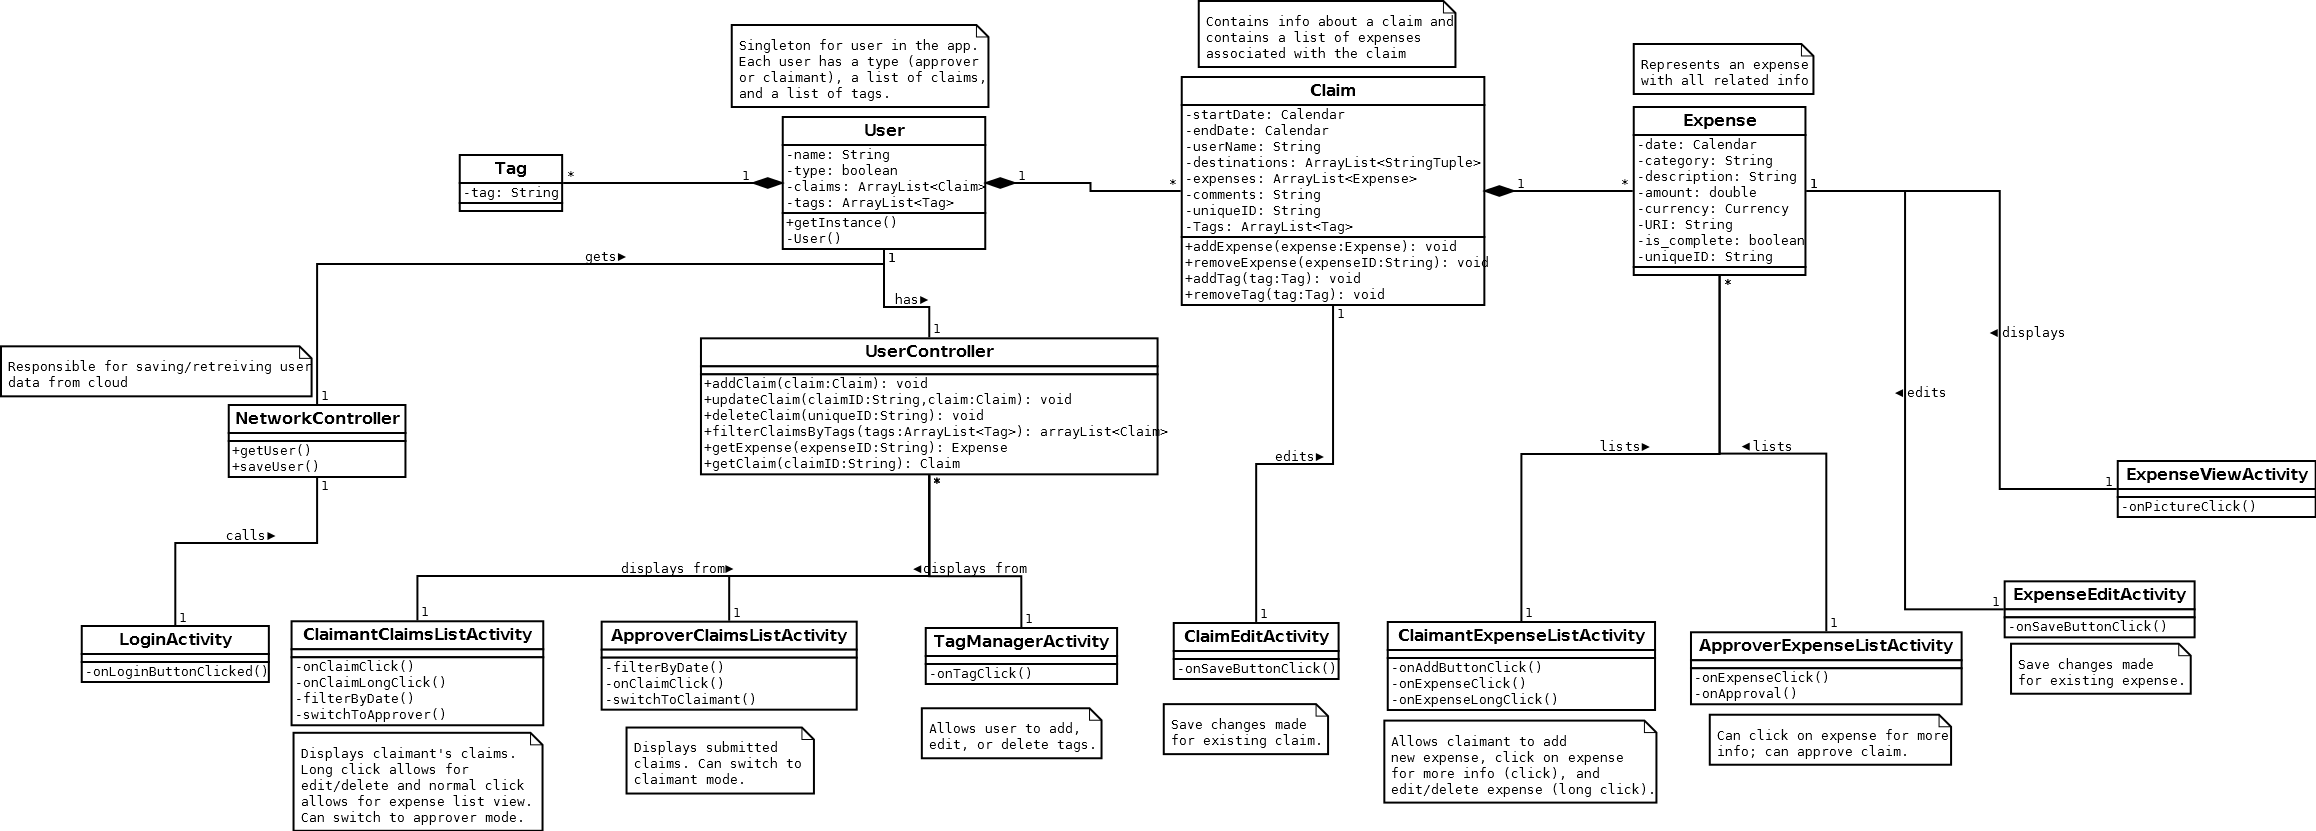 Contains info about a claim and
contains a list of expenses
associated with the claim
Singleton for user in the app.
Each user has a type (approver
or claimant), a list of claims,
and a list of tags.
Represents an expense
with all related info
Tag
-tag: String
*
1
User
-name: String
-type: boolean
-claims: ArrayList<Claim>
-tags: ArrayList<Tag>
+getInstance()
-User()
1
*
Claim
-startDate: Calendar
-endDate: Calendar
-userName: String
-destinations: ArrayList<StringTuple>
-expenses: ArrayList<Expense>
-comments: String
-uniqueID: String
-Tags: ArrayList<Tag>
+addExpense(expense:Expense): void
+removeExpense(expenseID:String): void
+addTag(tag:Tag): void
+removeTag(tag:Tag): void
1
*
Expense
-date: Calendar
-category: String
-description: String
-amount: double
-currency: Currency
-URI: String
-is_complete: boolean
-uniqueID: String
1
gets►
1
has►
1
*
1
◄displays
◄edits
Responsible for saving/retreiving user
data from cloud
1
NetworkController
+getUser()
+saveUser()
1
UserController
+addClaim(claim:Claim): void
+updateClaim(claimID:String,claim:Claim): void
+deleteClaim(uniqueID:String): void
+filterClaimsByTags(tags:ArrayList<Tag>): arrayList<Claim>
+getExpense(expenseID:String): Expense
+getClaim(claimID:String): Claim
*
edits►
lists►
◄lists
1
ExpenseViewActivity
-onPictureClick()
calls►
displays from►
◄displays from
1
LoginActivity
-onLoginButtonClicked()
1
ClaimantClaimsListActivity
-onClaimClick()
-onClaimLongClick()
-filterByDate()
-switchToApprover()
Displays claimant's claims.
Long click allows for
edit/delete and normal click
allows for expense list view.
Can switch to approver mode.
1
ApproverClaimsListActivity
-filterByDate()
-onClaimClick()
-switchToClaimant()
Displays submitted
claims. Can switch to
claimant mode.
1
TagManagerActivity
-onTagClick()
Allows user to add,
edit, or delete tags.
1
ClaimEditActivity
-onSaveButtonClick()
Save changes made
for existing claim.
1
ClaimantExpenseListActivity
-onAddButtonClick()
-onExpenseClick()
-onExpenseLongClick()
Allows claimant to add
new expense, click on expense
for more info (click), and
edit/delete expense (long click).
1
ApproverExpenseListActivity
-onExpenseClick()
-onApproval()
Can click on expense for more
info; can approve claim.
1
ExpenseEditActivity
-onSaveButtonClick()
Save changes made
for existing expense.